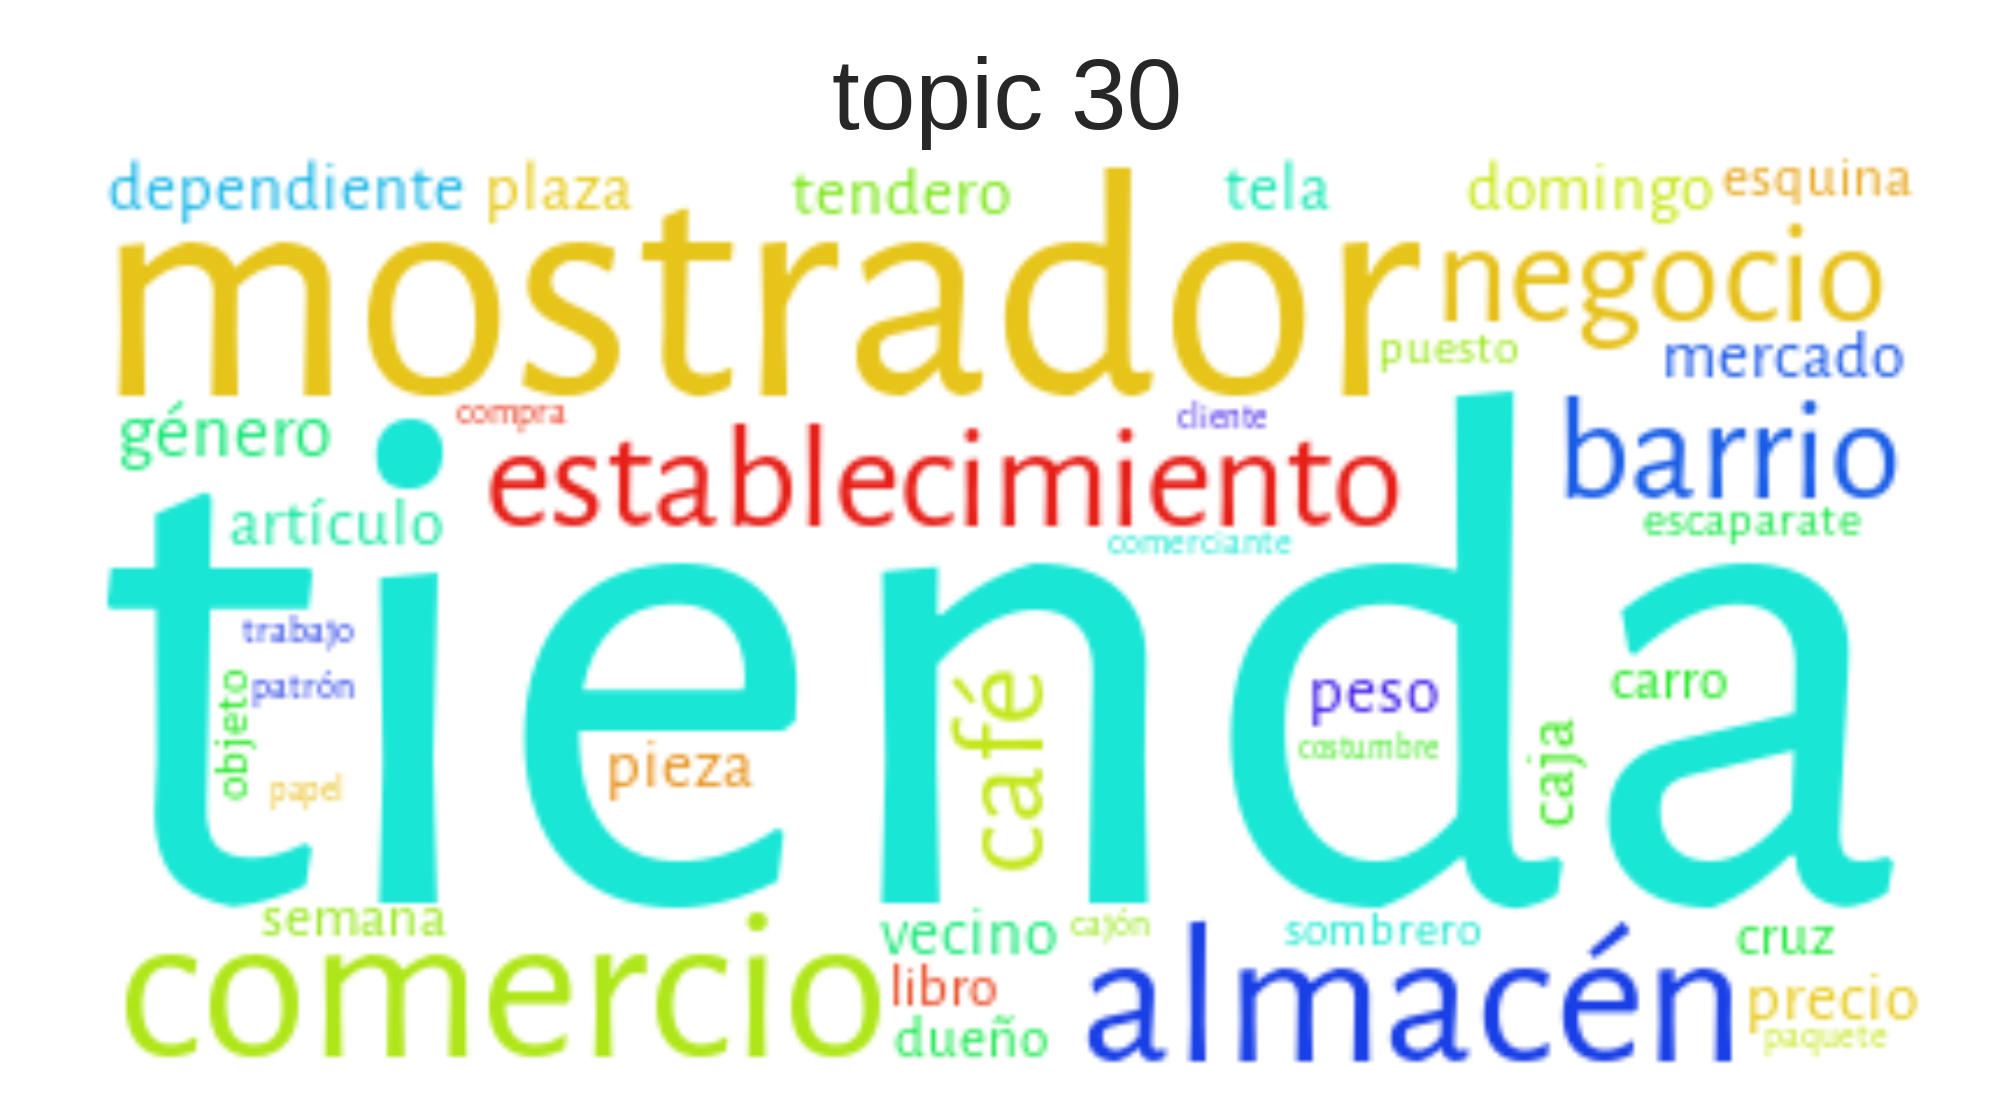 topic 30
dependiente plaza tendero tela domingo esquina
mostrador negocio
puesto mercado
género compra cliente barrio
artículo establecimiento escaparate
comerciante
tienda
trabajo
objeto patrón café peso carro
pieza costumbre caja
papel
semana vecino cajón sombrero cruz
comercio libro almacén precio
dueño paquete